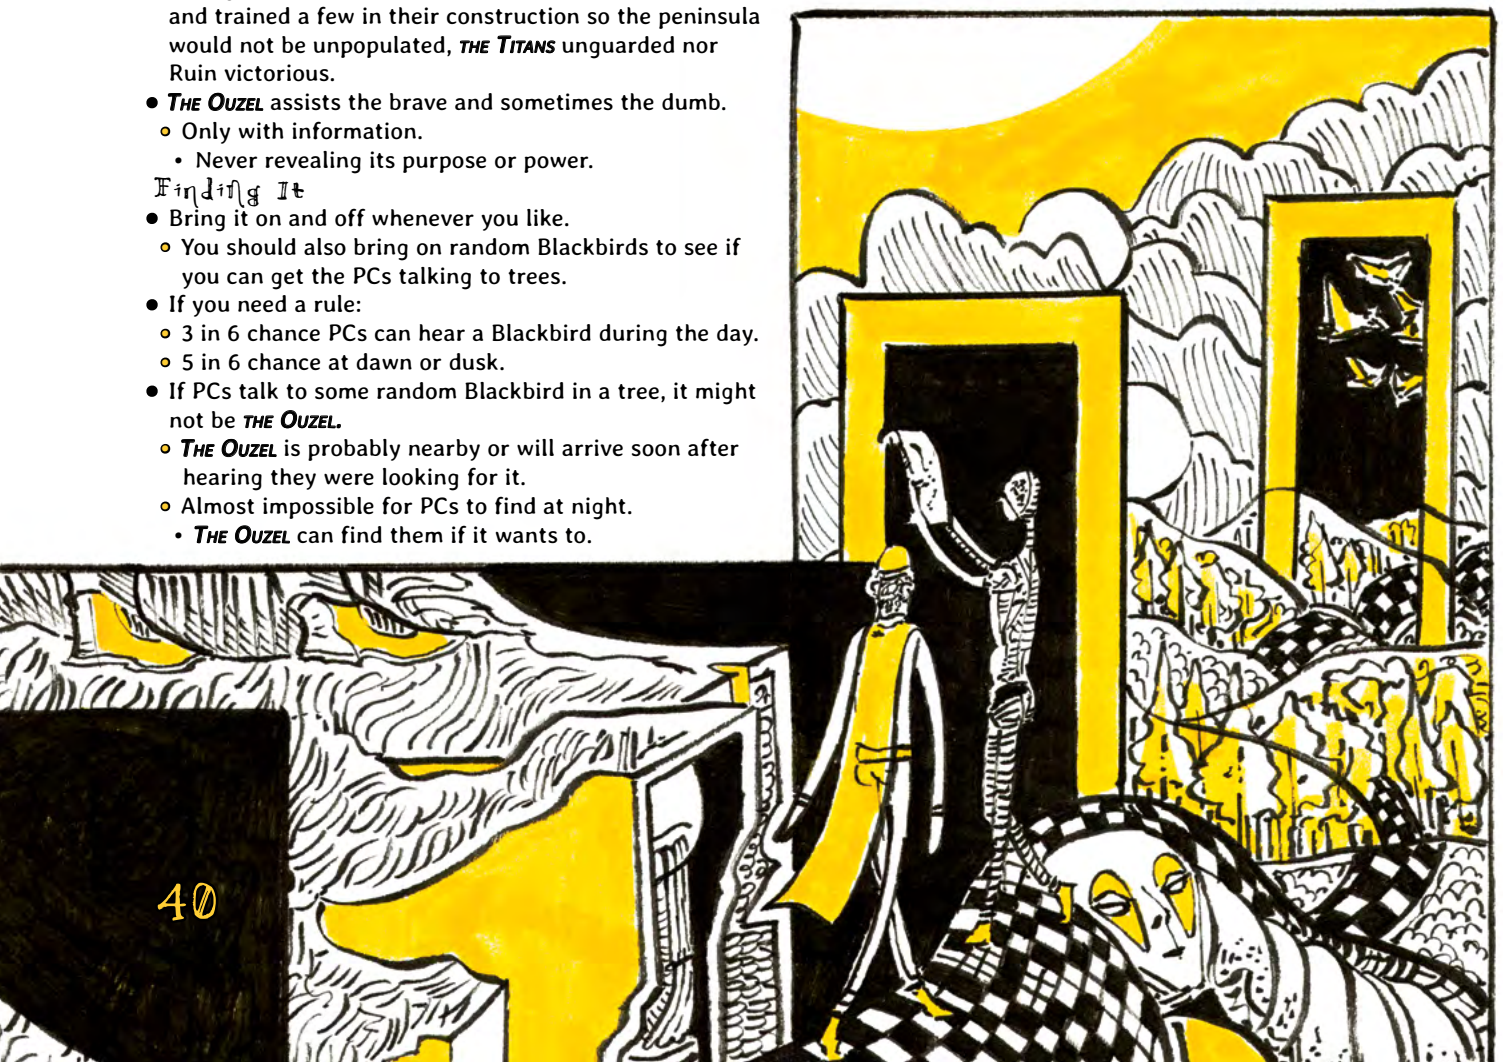 and trained a few in their construction so the peninsula
would not be unpopulated, THE TITANS unguarded nor
Ruin victorious.
• THE OUZEL assists the brave and sometimes the dumb.
• Only with information.
• Never revealing its purpose or power.
Finding It
• Bring it on and off whenever you like.
• You should also bring on random Blackbirds to see if
you can get the PCs talking to trees.
• If you need a rule:
• 3 in 6 chance PCs can hear a Blackbird during the day.
• 5 in 6 chance at dawn or dusk.
• If PCs talk to some random Blackbird in a tree, it might
not be THE OUZEL.
• THE OUZEL is probably nearby or will arrive soon after
hearing they were looking for it.
• Almost impossible for PCs to find at night.
• THE OUZEL can find them if it wants to.
40